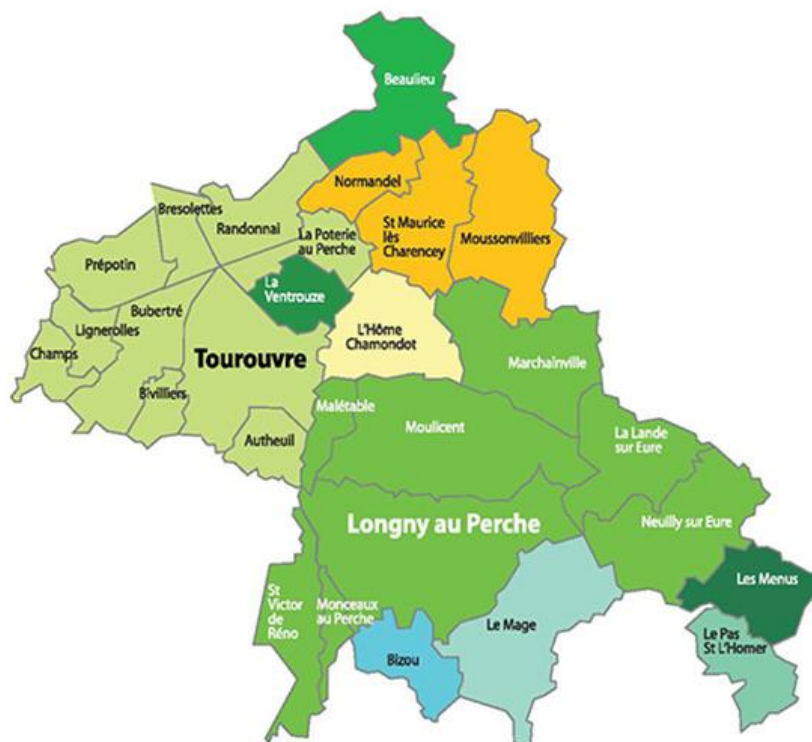 Beaulieu
Normandel
Bresolettes
Randonnai
St Maurice
lès
Charencey
La Poterie
au Perche
Moussonvilliers
Prépotin
La
Ventrouze
Bubertré
Lignerolles
L'Hôme
Chamondot
Champs
Tourouvre
Marchainville
Bivilliers
Malétable
Moulicent
Autheuil
La Lande
sur Eure
Longny au Perche
Neuilly sur Eure
Les Menus
St
Victor
de
Réno
Monceaux
au Perche
Le Mage
Bizou
Le Pas
St L'Homer